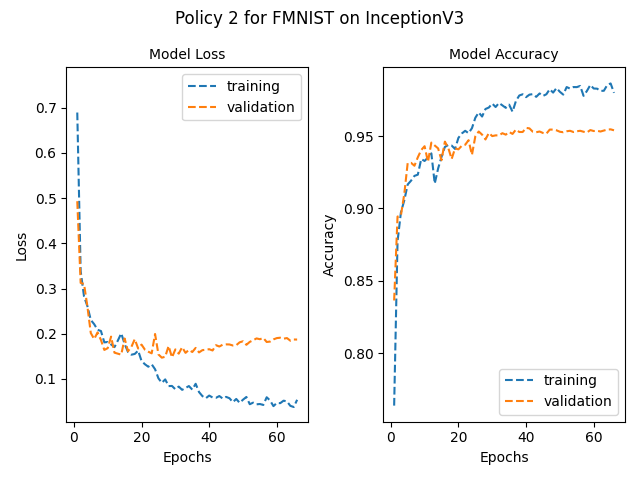 Policy 2 for FMNIST on InceptionV3
Model Loss
training
validation
0.7
0.6
0.5
0.4
0.3
0.2
0.1
Loss
0
20
40
60
Epochs
Model Accuracy
0.95
0.90
0.85
0.80
Accuracy
training
validation
0
20
40
60
Epochs